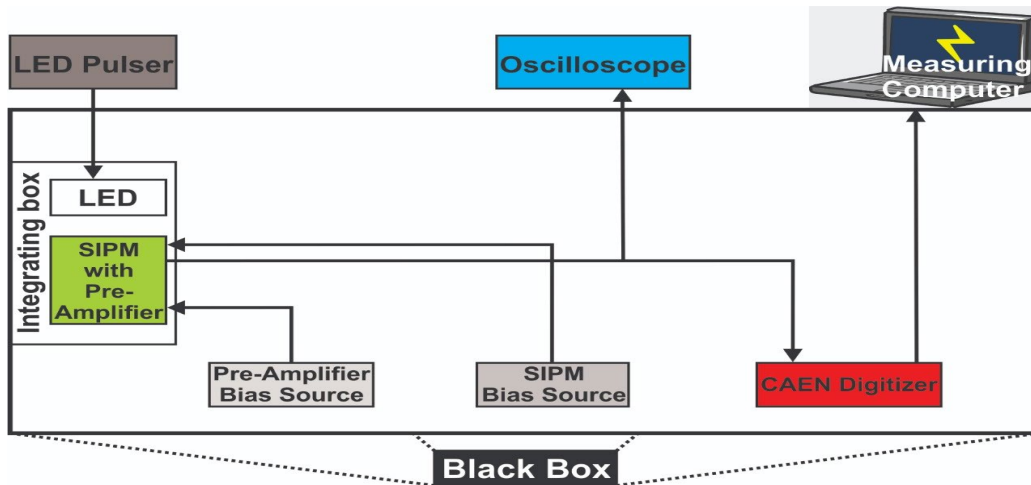 LED Pulser
Oscilloscope
Measuring
Computer
Integrating box
LED
SIPM
with
Pre-
Amplifier
Pre-Amplifier
Bias Source
SIPM
Bias Source
CAEN Digitizer
Black Box